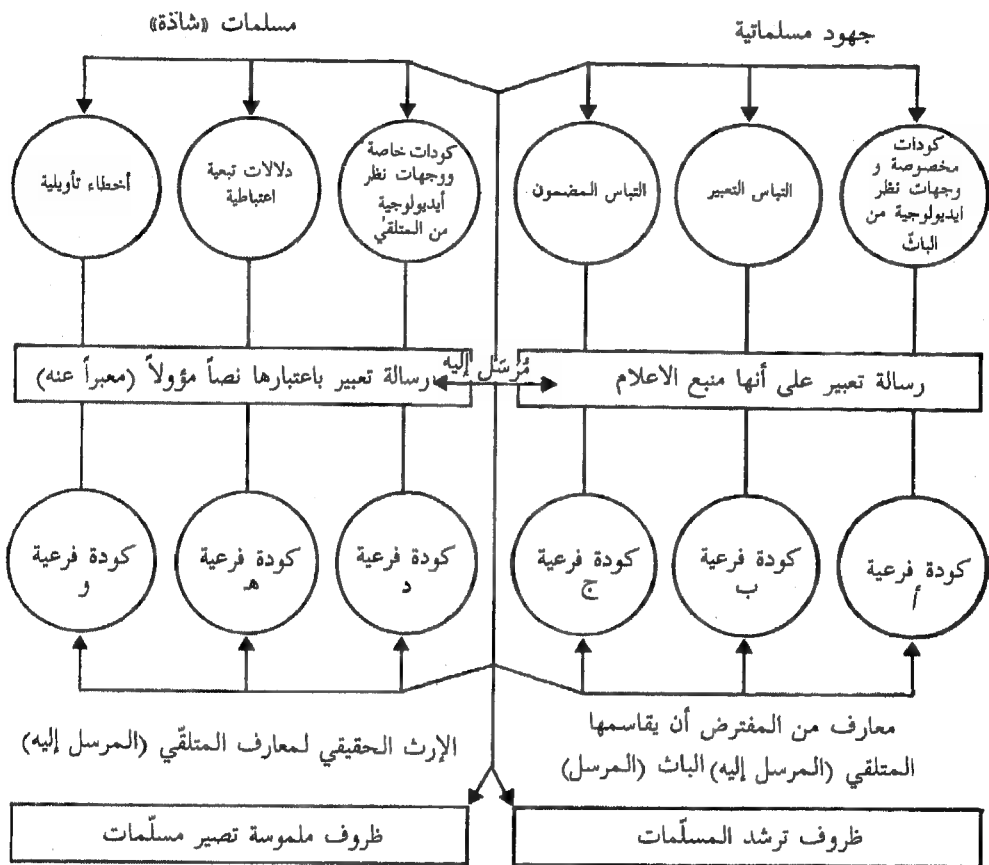 جهود مسلماتية
مسلمات «شاذة»
كودات
مخصوصة و
وجهات نظر
ايديولوجية من
الباثّ
التباس التعبير
التباس المضمون
كودات خاصة
ووجهات نظر
أيديولوجية
من المتلقي
دلالات تبعية
اعتباطية
أخطاء تأويلية
رسالة تعبير على أنها منبع الاعلام
مُرسَل إليه
رسالة تعبير باعتبارها نصاً مؤولاً (معبراً عنه)
كودة فرعية
أ
كودة فرعية
ب
كودة فرعية
ج
كودة فرعية
د
كودة فرعية
هـ
كودة فرعية
و
معارف من المفترض أن يقاسمها
المتلقي (المرسل إليه) الباث (المرسل)
الإرث الحقيقي لمعارف المتلقّي (المرسل إليه)
ظروف ترشد المسلّمات
ظروف ملموسة تصير مسلّمات